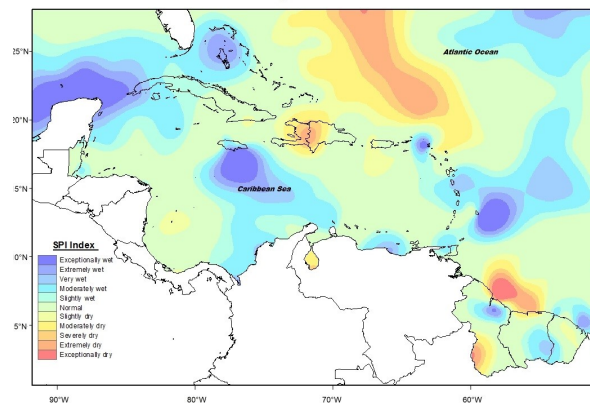 Atlantic Ocean
Caribbean Sea
SPI Index
Exceptionally wet
Extremely wet
Very wet
Moderately wet
Slightly wet
Normal
Slightly dry
Moderately dry
Severely dry
Extremely dry
Exceptionally dry
25°N
20°N
15°N
10°N
5°N
90°W
80°W
70°W
60°W